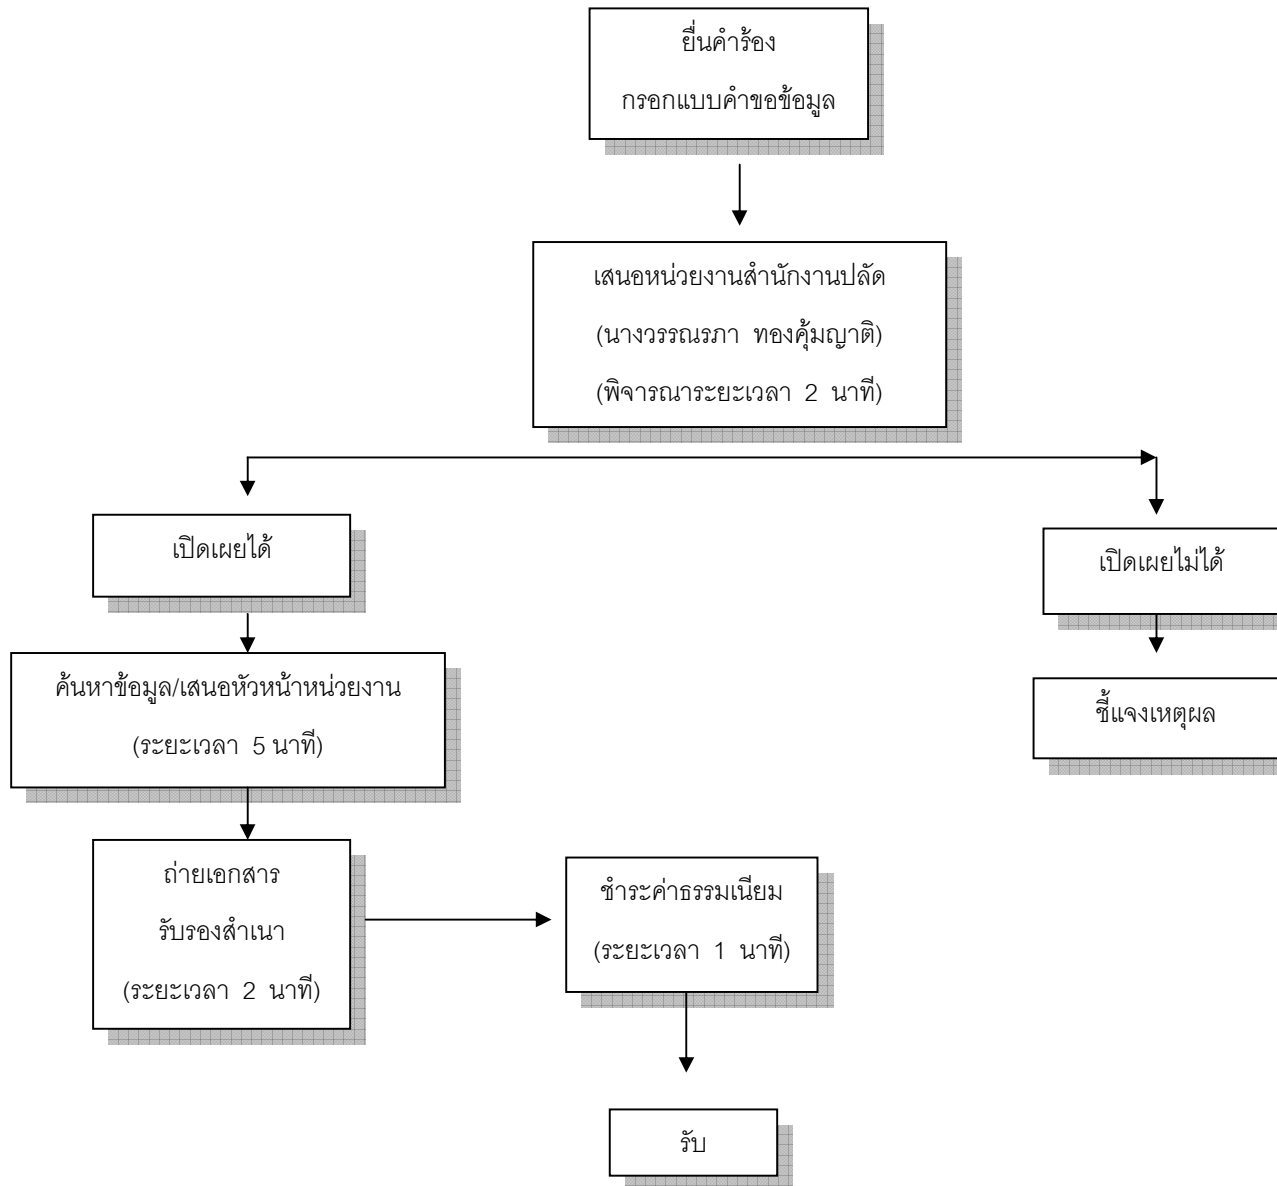 ยื่นคำร้อง
กรอกแบบคำขอข้อมูล
เสนอหน่วยงานสำนักงานปลัด
(นางวรรณรภา ทองคุ้มญาติ)
(พิจารณาระยะเวลา 2 นาที)
เปิดเผยได้
เปิดเผยไม่ได้
ค้นหาข้อมูล/เสนอหัวหน้าหน่วยงาน
(ระยะเวลา 5 นาที)
ชี้แจงเหตุผล
ถ่ายเอกสาร
รับรองสำเนา
(ระยะเวลา 2 นาที)
ชำระค่าธรรมเนียม
(ระยะเวลา 1 นาที)
รับ